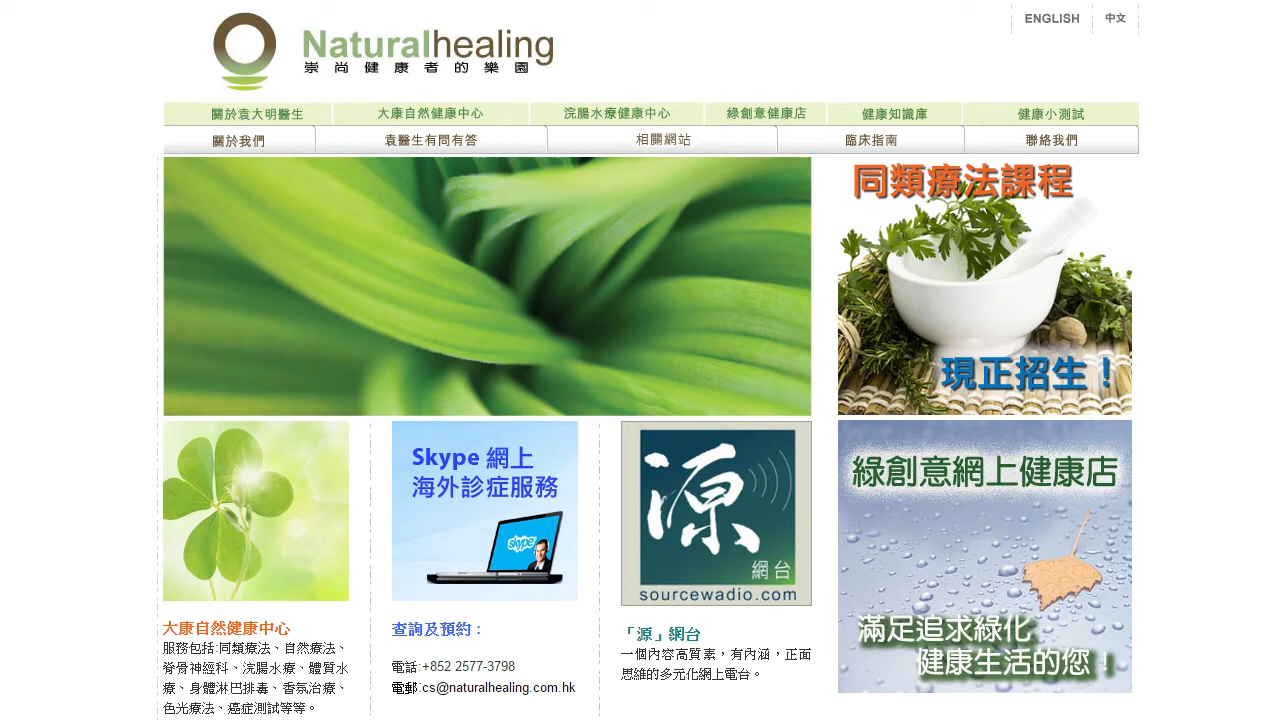 ENGLISH 中文
Naturalhealing
崇尚健康者的樂園
關於袁大明醫生 大康自然健康中心 浣腸水療健康中心 綠創意健康店 健康知識庫 健康小測試
關於我們 袁醫生有問有答 相關網站 臨床指南 聯絡我們
同類療法課程
現正招生！
Skype 網上
海外診症服務
skype
源
網台
sourcewadio.com
綠創意網上健康店
滿足追求綠化
健康生活的您！
大康自然健康中心
服務包括:同類療法、自然療法、
脊骨神經科、浣腸水療、體質水
療、身體淋巴排毒、香氛治療、
色光療法、癌症測試等等。
查詢及預約：
電話:+852 2577-3798
電郵:cs@naturalhealing.com.hk
「源」網台
一個內容高質素，有內涵，正面
思維的多元化網上電台。